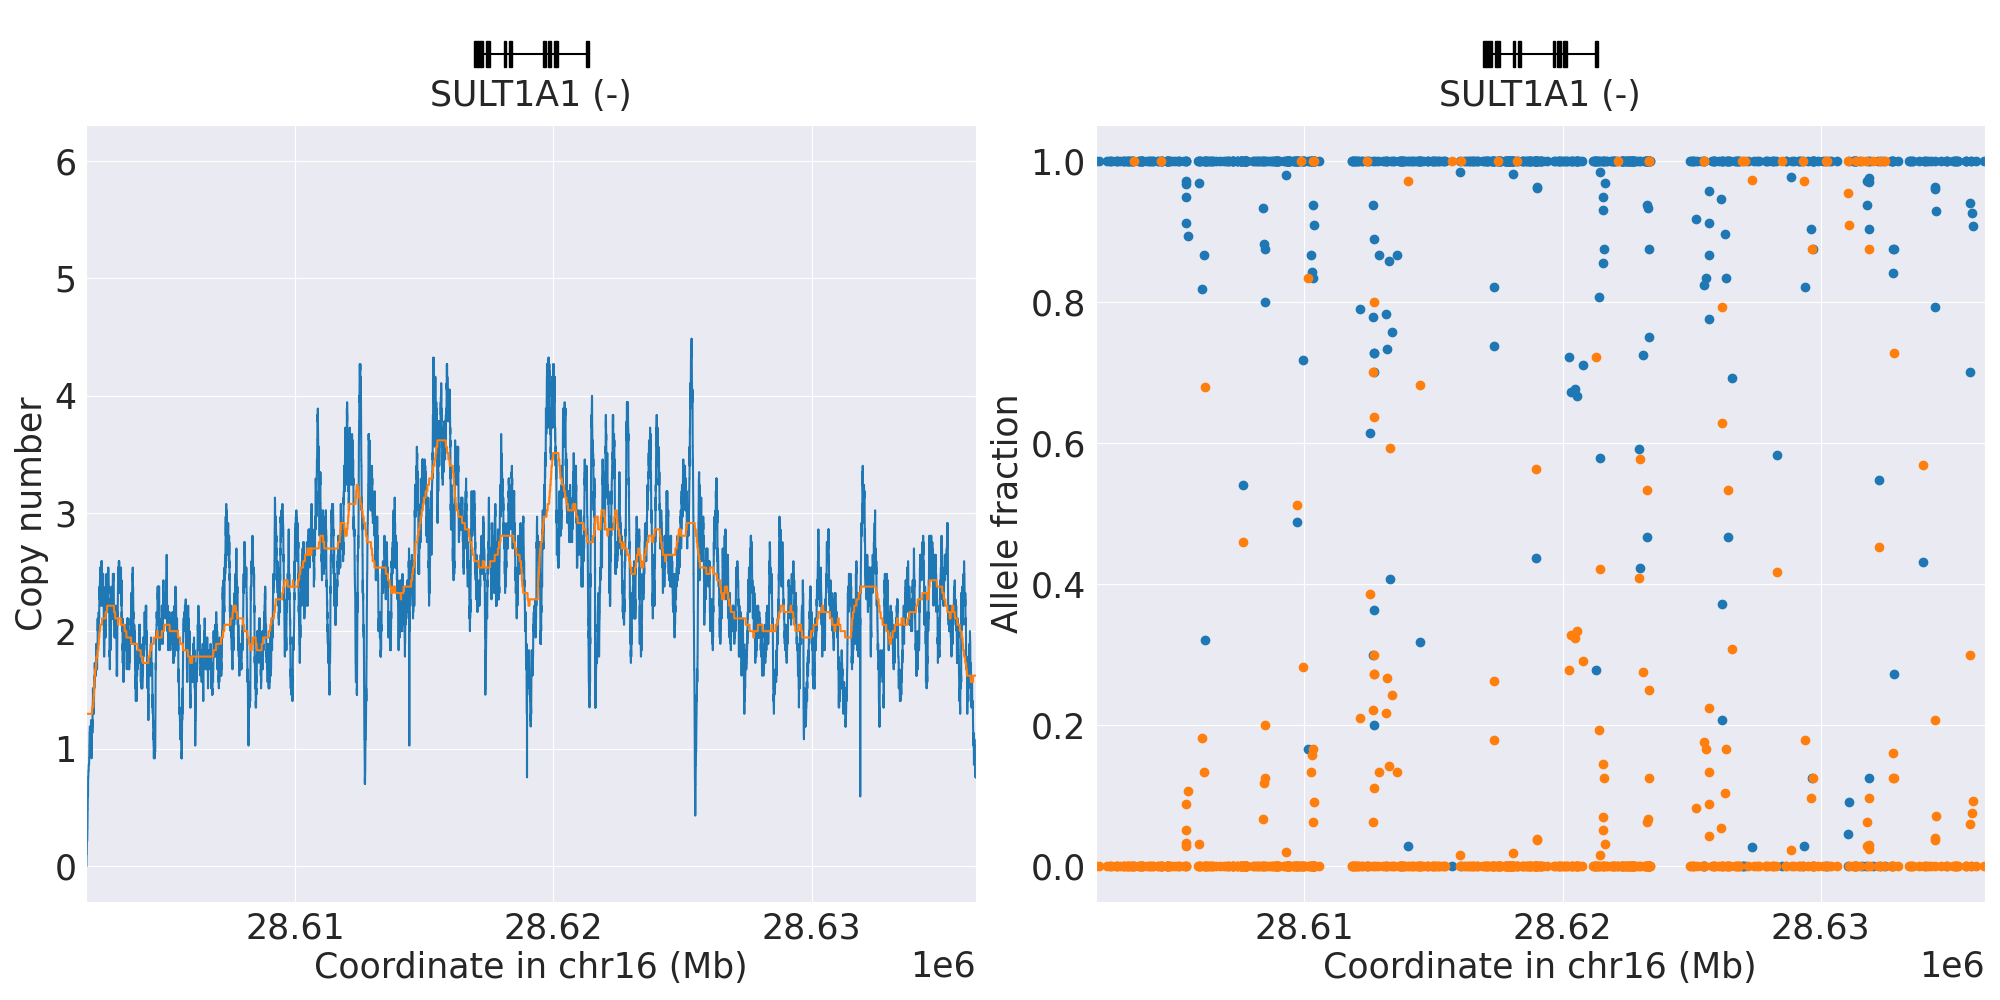 SULT1A1 (-)
6
5
4
3
2
1
0
Copy number
28.61
28.62
28.63
1e6
Coordinate in chr16 (Mb)
SULT1A1 (-)
1.0
0.8
0.6
0.4
0.2
0.0
Allele fraction
28.61
28.62
28.63
1e6
Coordinate in chr16 (Mb)